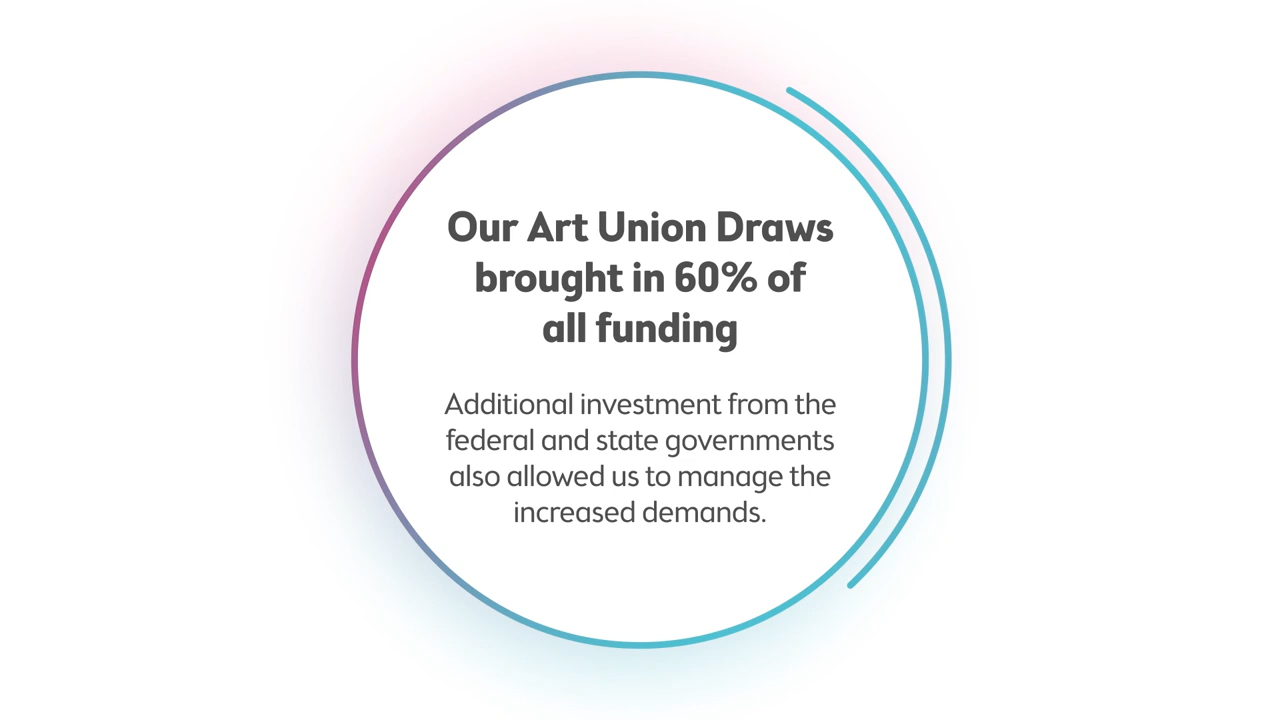 Our Art Union Draws
brought in 60% of
all funding
Additional investment from the
federal and state governments
also allowed us to manage the
increased demands.